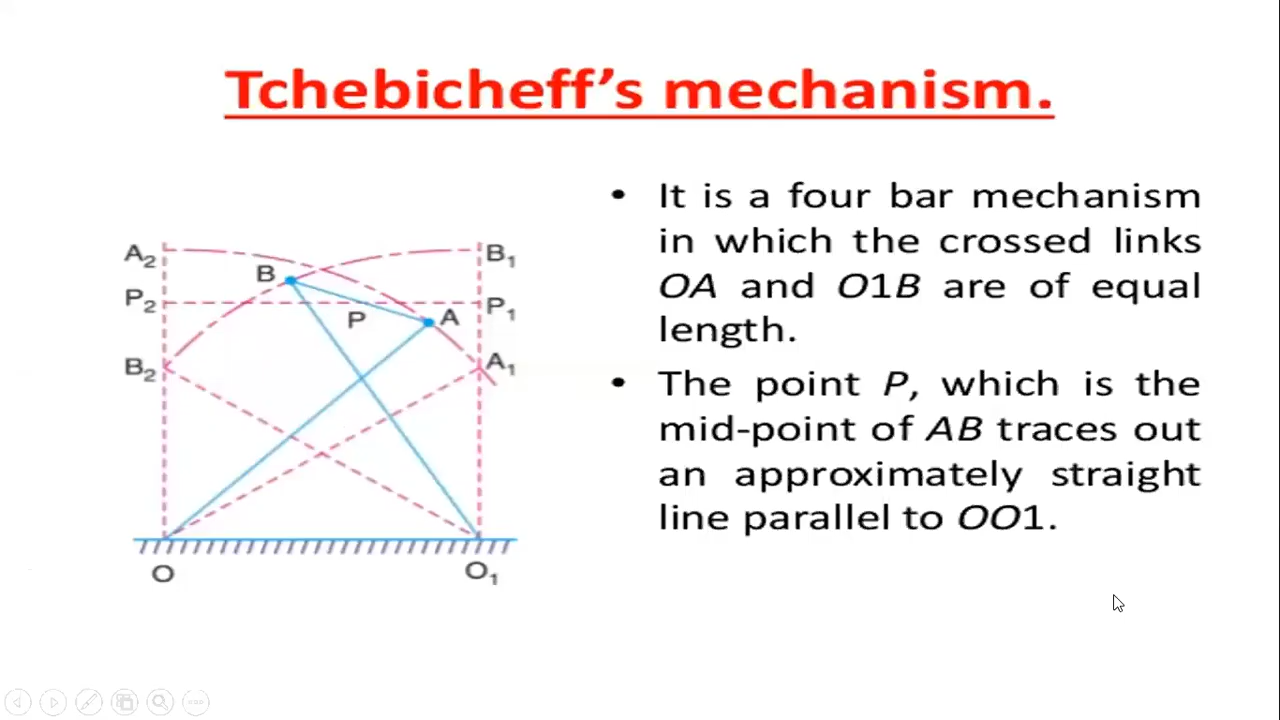 Tchebicheff's mechanism.
• It is a four bar mechanism
in which the crossed links
OA and O1B are of equal
length.
• The point P, which is the
mid-point of AB traces out
an approximately straight
line parallel to OO1.
A₂
B
B₁
P₂
P
A
P₁
B₂
A₁
O
O₁